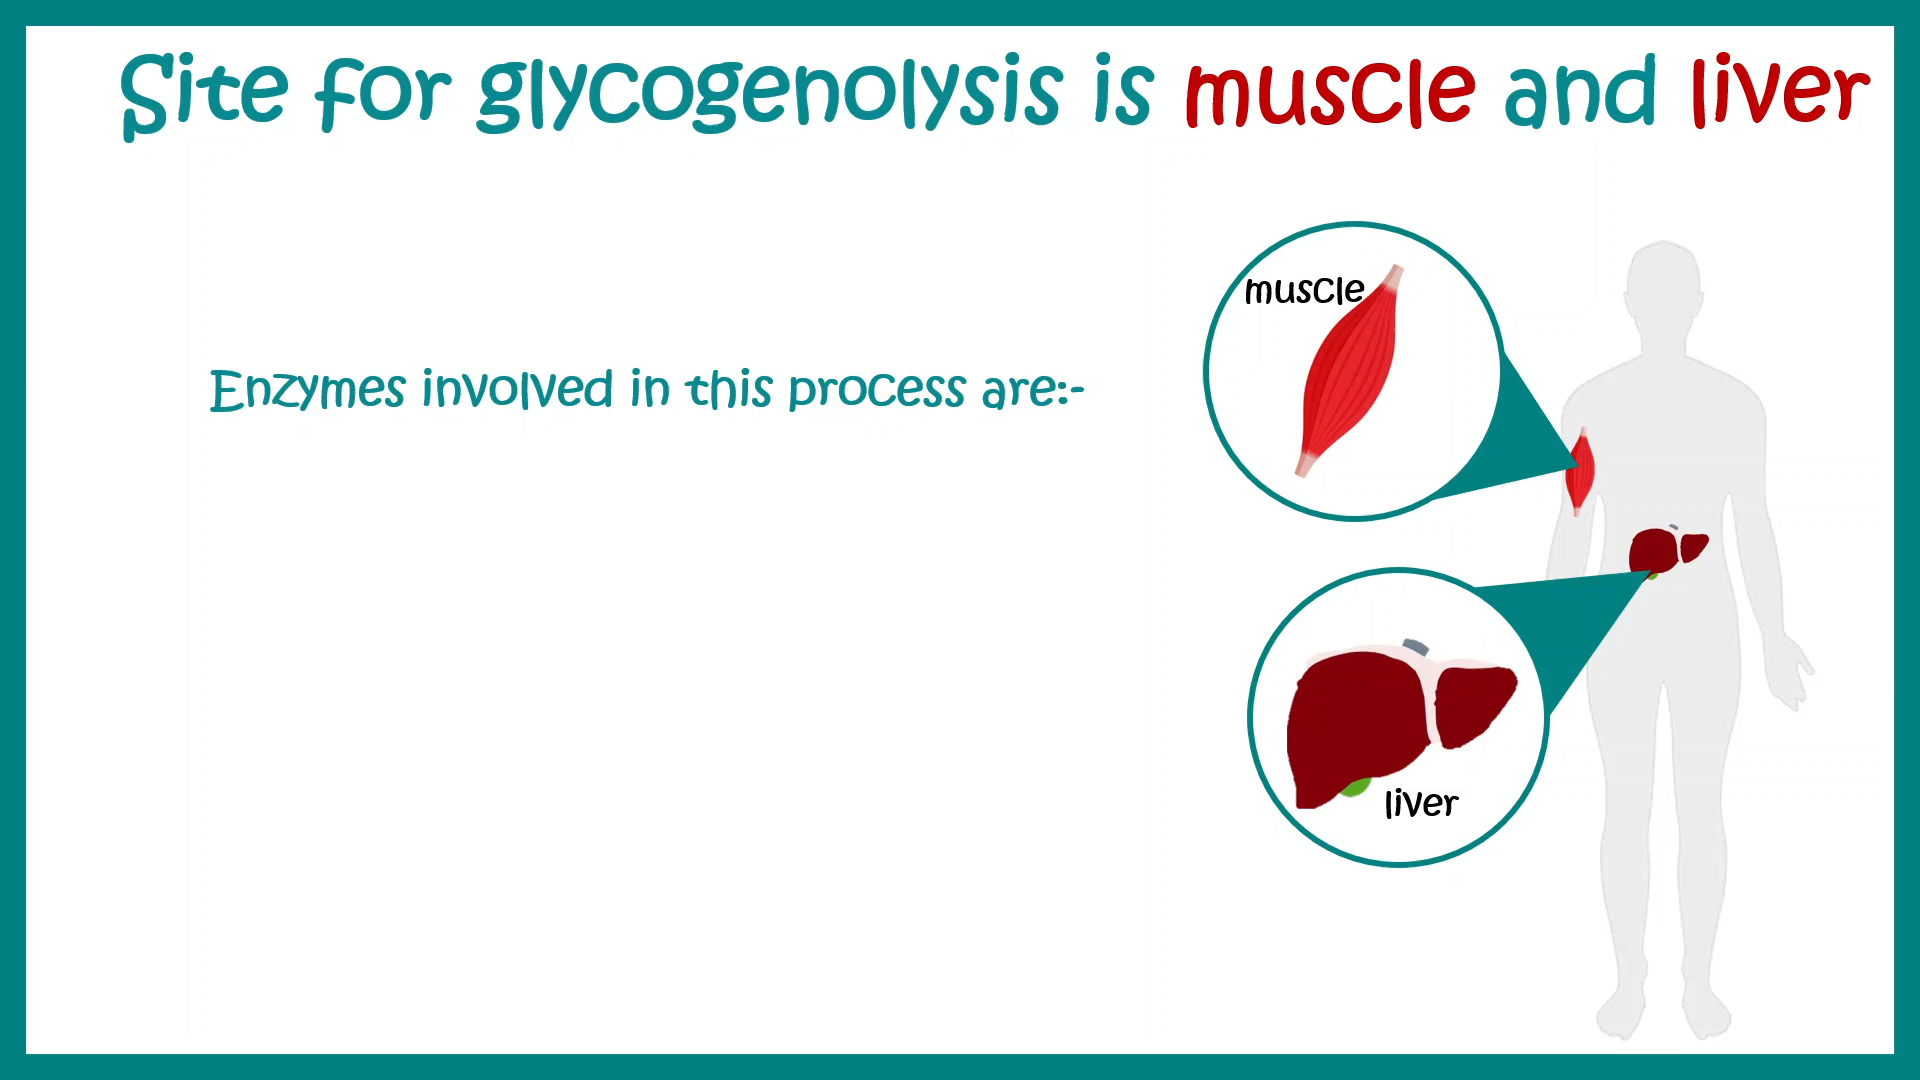 Site for glycogenolysis is muscle and liver
muscle
Enzymes involved in this process are:-
liver